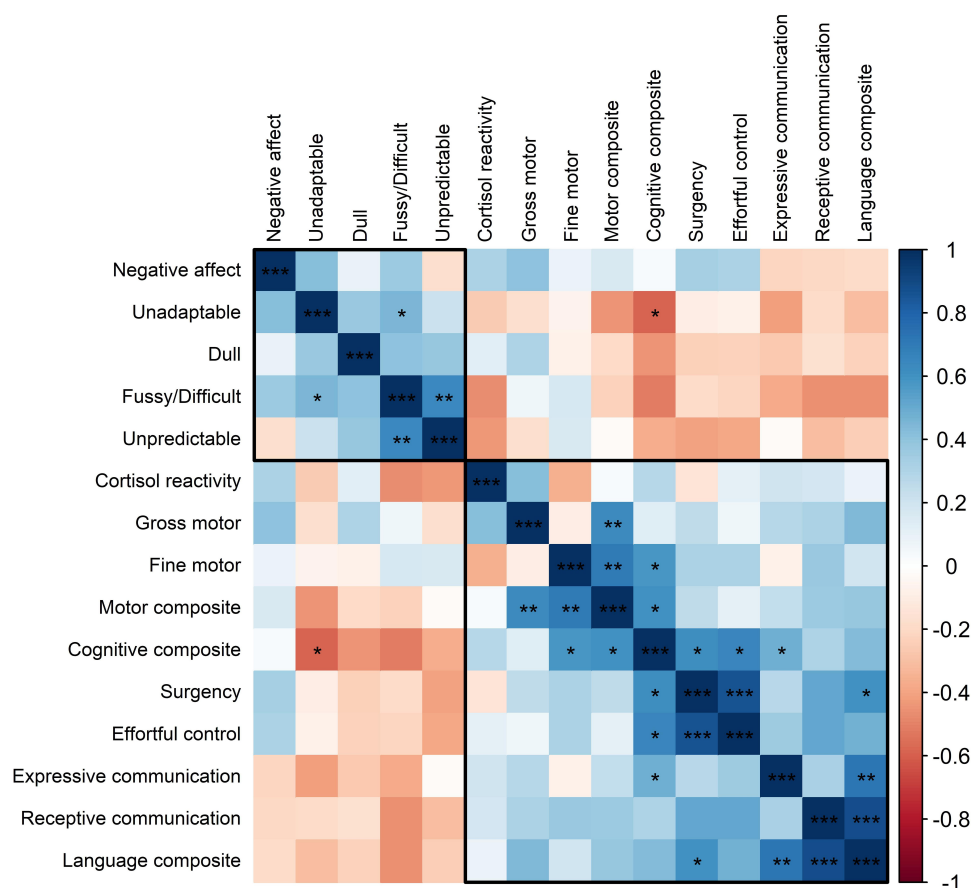 Negative affect
Unadaptable
Dull
Fussy/Difficult
Unpredictable
Cortisol reactivity
Gross motor
Fine motor
Motor composite
Cognitive composite
Surgency
Effortful control
Expressive communication
Receptive communication
Language composite
Negative affect ***
Unadaptable *** * *
Dull ***
Fussy/Difficult * *** **
Unpredictable ** ***
Cortisol reactivity ***
Gross motor *** **
Fine motor *** ** *
Motor composite ** ** *** *
Cognitive composite * * * *** * * *
Surgency * *** *** *
Effortful control * *** ***
Expressive communication * *** **
Receptive communication *** ***
Language composite * ** *** ***
1
0.8
0.6
0.4
0.2
0
-0.2
-0.4
-0.6
-0.8
-1